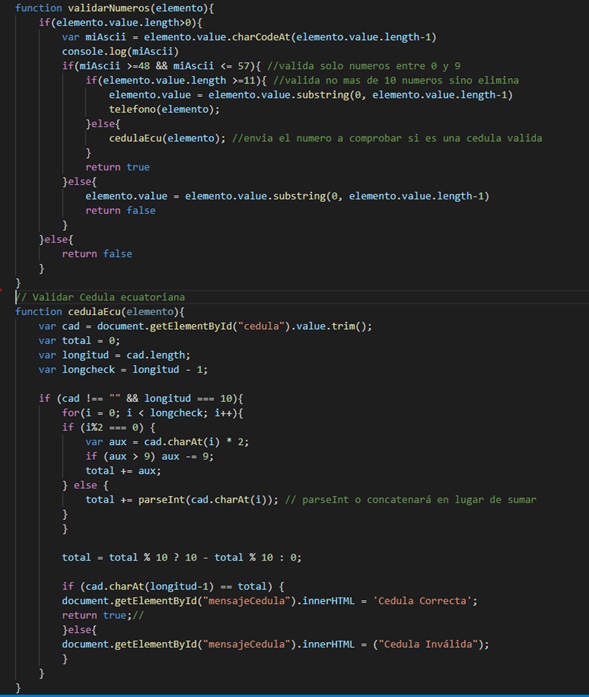 function validarNumeros(elemento){
    if(elemento.value.length>0){
        var miAscii = elemento.value.charCodeAt(elemento.value.length-1)
        console.log(miAscii)
        if(miAscii >=48 && miAscii <= 57){ //valida solo numeros entre 0 y 9
            if(elemento.value.length >=11){ //valida no mas de 10 numeros sino elimina
                elemento.value = elemento.value.substring(0, elemento.value.length-1)
                telefono(elemento);
            }else{
                cedulaEcu(elemento); //envia el numero a comprobar si es una cedula valida
            }
            return true
        }else{
            elemento.value = elemento.value.substring(0, elemento.value.length-1)
            return false
        }
    }else{
        return false
    }
}
// Validar Cedula ecuatoriana
function cedulaEcu(elemento){
    var cad = document.getElementById("cedula").value.trim();
    var total = 0;
    var longitud = cad.length;
    var longcheck = longitud - 1;

    if (cad !== "" && longitud === 10){
        for(i = 0; i < longcheck; i++){
        if (i%2 === 0) {
            var aux = cad.charAt(i) * 2;
            if (aux > 9) aux -= 9;
            total += aux;
        } else {
            total += parseInt(cad.charAt(i)); // parseInt o concatenará en lugar de sumar
        }
        }

        total = total % 10 ? 10 - total % 10 : 0;

        if (cad.charAt(longitud-1) == total) {
        document.getElementById("mensajeCedula").innerHTML = 'Cedula Correcta';
        return true;//
        }else{
        document.getElementById("mensajeCedula").innerHTML = ("Cedula Inválida");
        }
    }
}